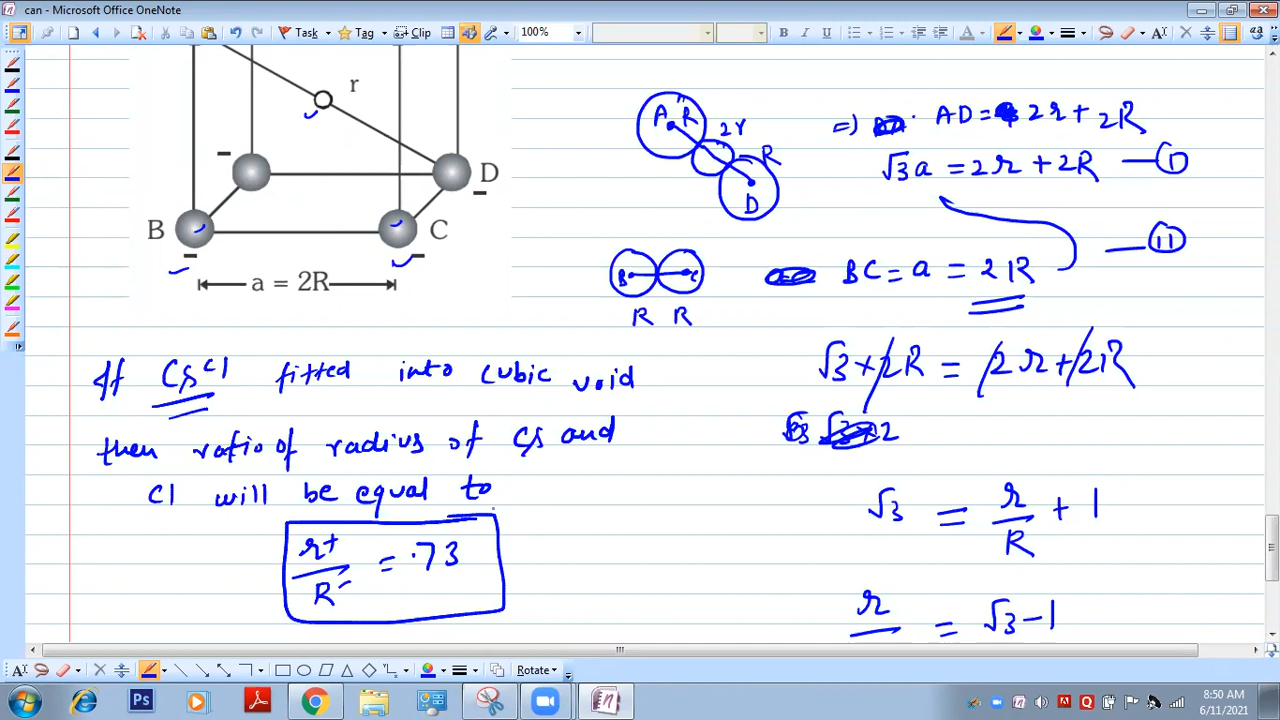 can - Microsoft Office OneNote
Task
Tag
Clip
100%
B I U
A
r
−
D
−
B
C
−
−
a = 2R
A R
2r
R
D
=) AD = 2r + 2R
√3a = 2r + 2R — I
B C
R R
BC = a = 2R — II
√3 × 2R = 2r + 2R
If CsCl fitted into cubic void
then ratio of radius of Cs and
Cl will be equal to
r+
R− = .73
2
√3 = r/R + 1
r = √3 - 1
Rotate
8:50 AM
6/11/2021